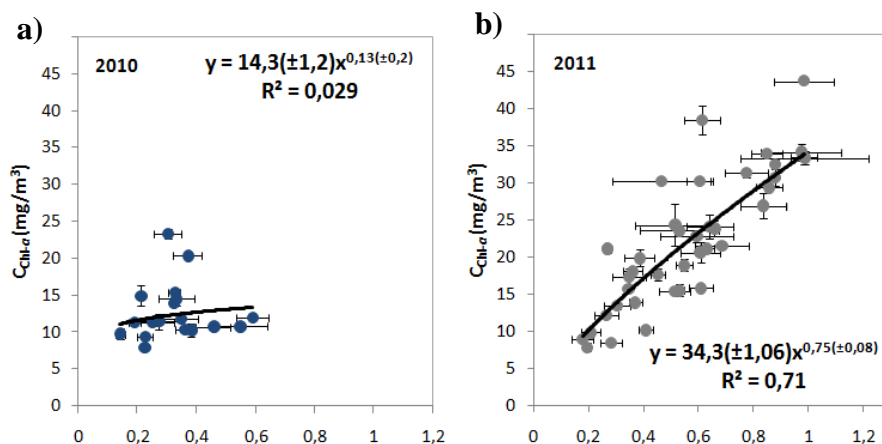 a)
2010
y = 14,3(±1,2)x^0,13(±0,2)
R² = 0,029
C_Chl-a (mg/m³)
45
40
35
30
25
20
15
10
5
0
0 0,2 0,4 0,6 0,8 1 1,2
b)
2011
C_Chl-a (mg/m³)
45
40
35
30
25
20
15
10
5
0
y = 34,3(±1,06)x^0,75(±0,08)
R² = 0,71
0 0,2 0,4 0,6 0,8 1 1,2